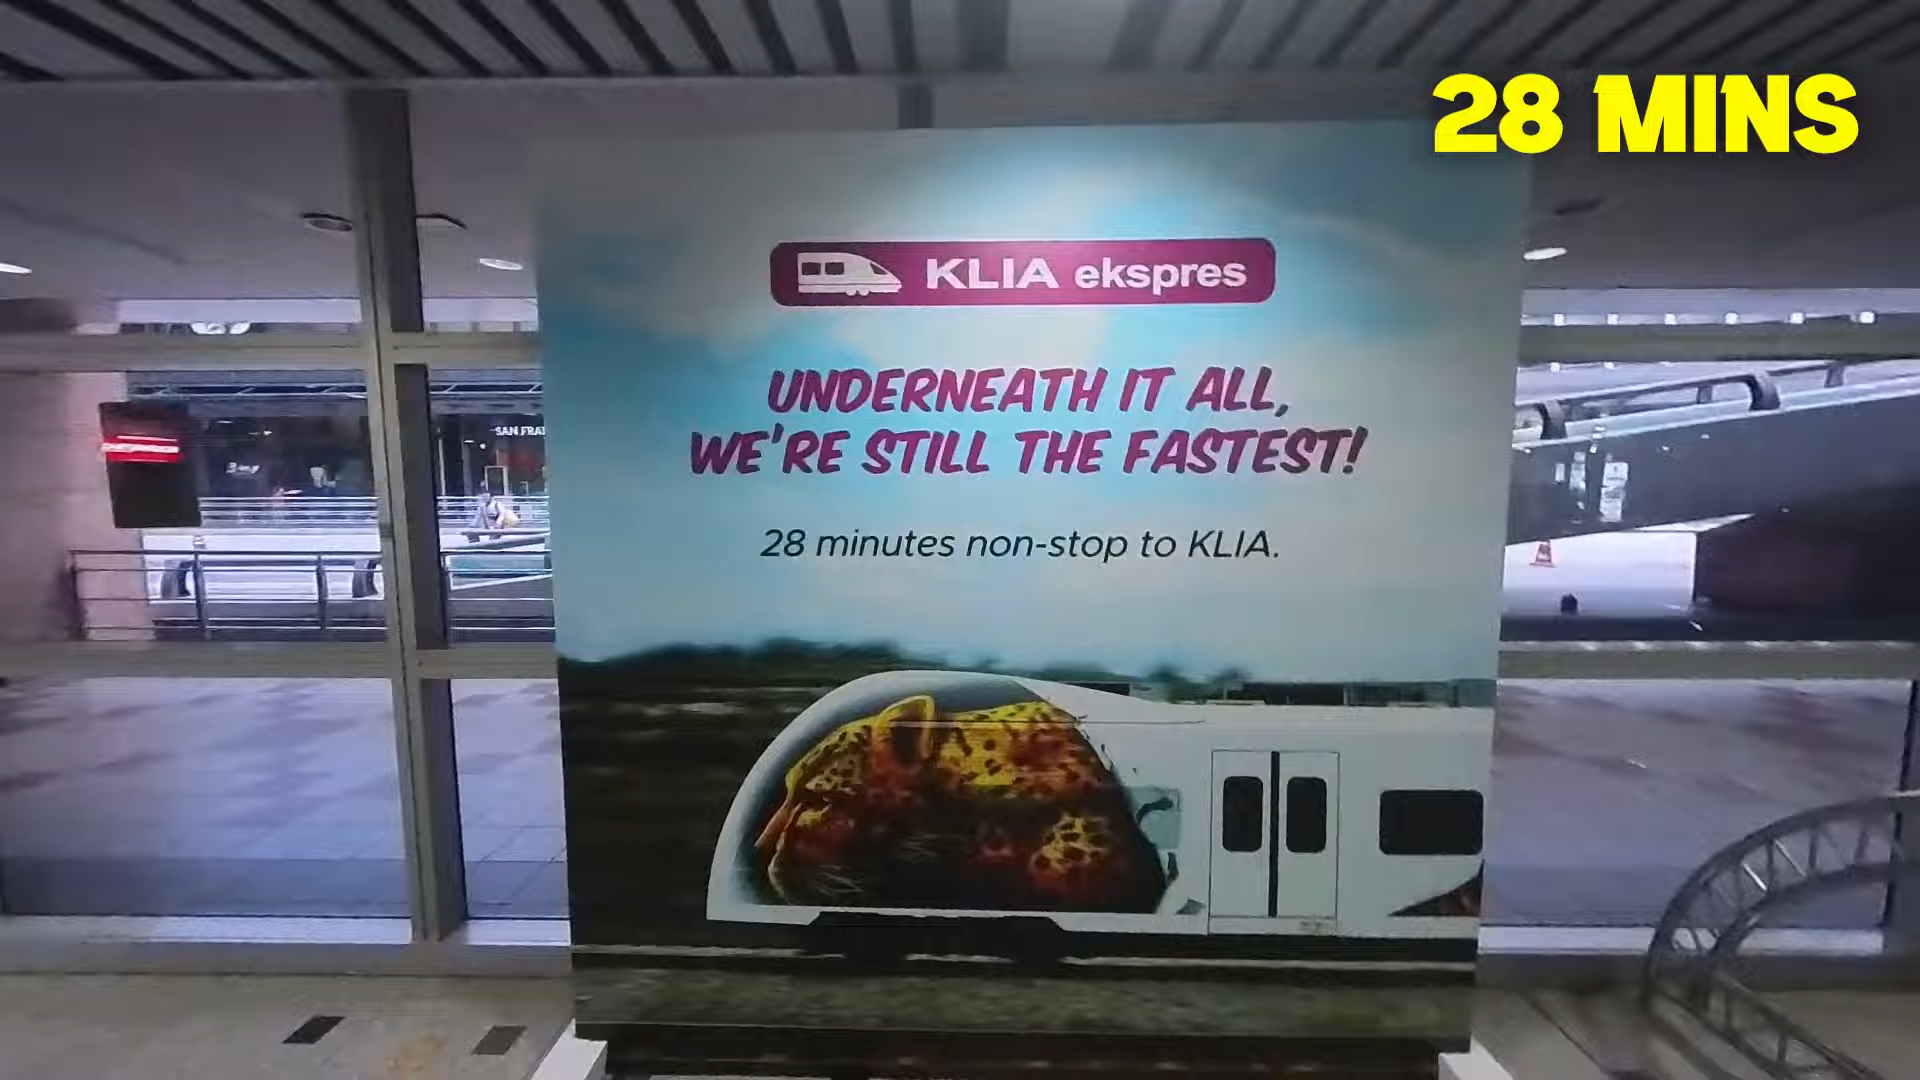 28 MINS
KLIA ekspres
UNDERNEATH IT ALL,
WE'RE STILL THE FASTEST!
28 minutes non-stop to KLIA.
SAN FRAN